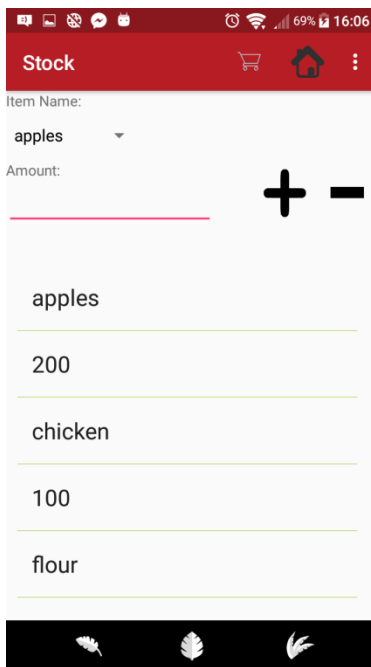 69% 16:06
Stock
Item Name:
apples
Amount:
apples
200
chicken
100
flour